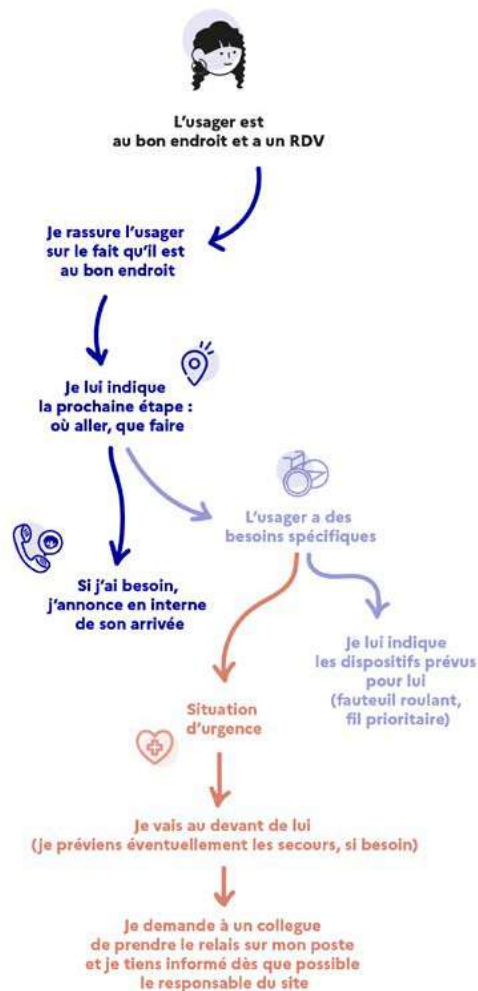 L'usager est
au bon endroit et a un RDV
Je rassure l'usager
sur le fait qu'il est
au bon endroit
Je lui indique
la prochaine étape :
où aller, que faire
L'usager a des
besoins spécifiques
Si j'ai besoin,
j'annonce en interne
de son arrivée
Je lui indique
les dispositifs prévus
pour lui
(fauteuil roulant,
fil prioritaire)
Situation
d'urgence
Je vais au devant de lui
(je préviens éventuellement les secours, si besoin)
Je demande à un collegue
de prendre le relais sur mon poste
et je tiens informé dès que possible
le responsable du site